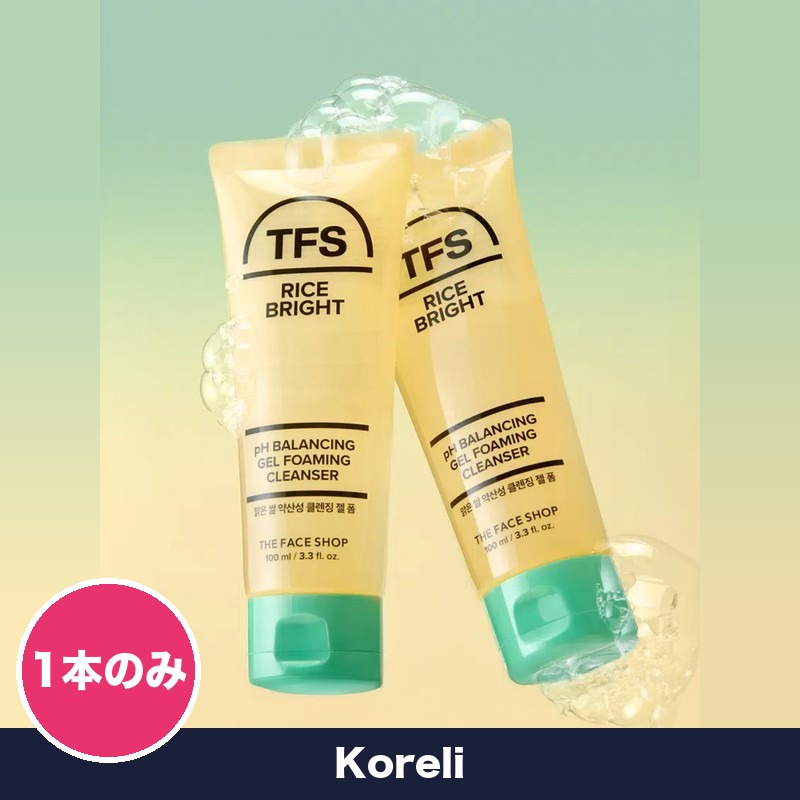 TFS
RICE
BRIGHT
pH BALANCING
GEL FOAMING
CLEANSER
맑은 쌀 약산성 클렌징 젤 폼
THE FACE SHOP
100 ml / 3.3 fl. oz.
TFS
RICE
BRIGHT
pH BALANCING
GEL FOAMING
CLEANSER
맑은 쌀 약산성 클렌징 젤 폼
THE FACE SHOP
100 ml / 3.3 fl. oz.
1本のみ
Koreli